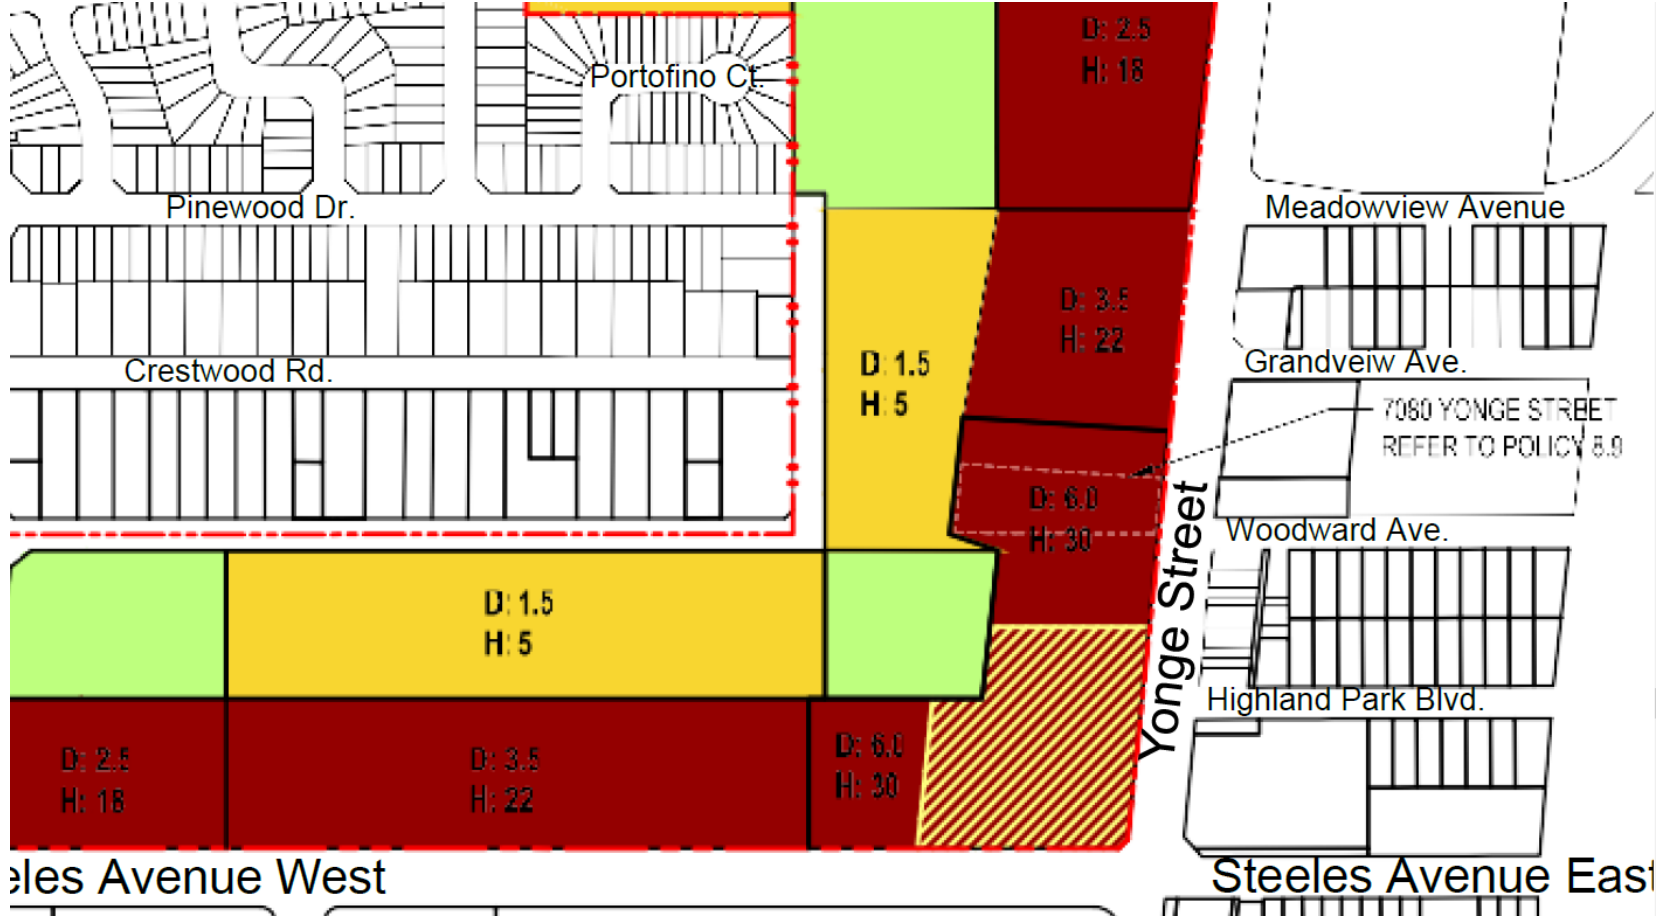 D: 2.5
H: 18
Portofino Ct.
Pinewood Dr.
Meadowview Avenue
D: 3.5
H: 22
Grandveiw Ave.
Crestwood Rd.
D: 1.5
H: 5
7080 YONGE STREET
REFER TO POLICY 8.9
D: 6.0
H: 30
Woodward Ave.
Yonge Street
D: 1.5
H: 5
Highland Park Blvd.
D: 2.5
H: 18
D: 3.5
H: 22
D: 6.0
H: 30
eles Avenue West
Steeles Avenue East